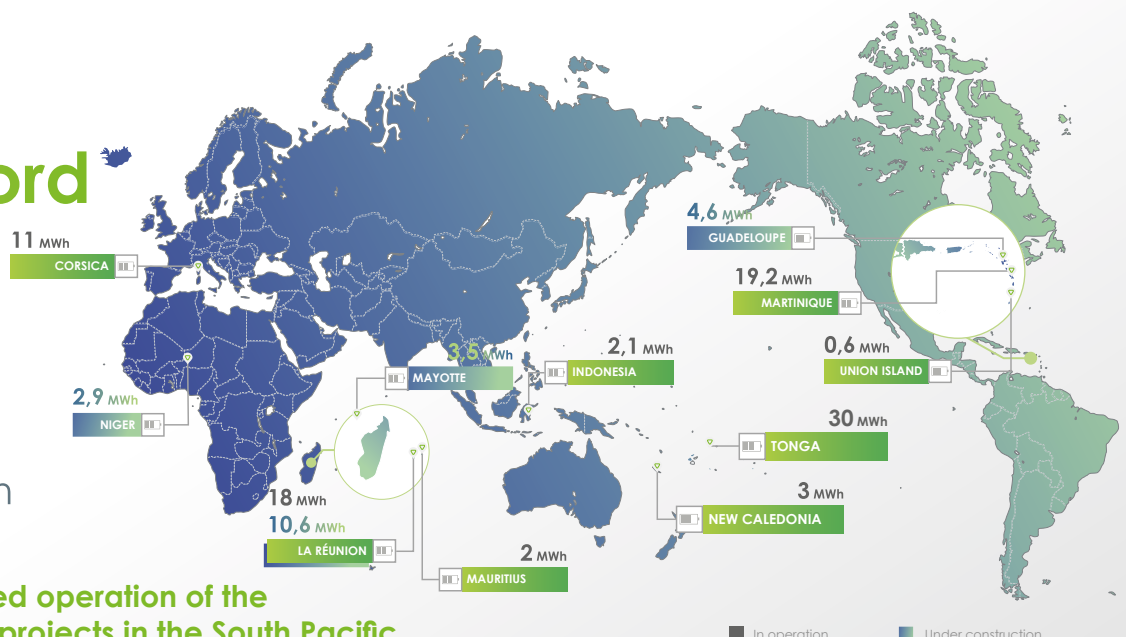 ord
11 MWh
CORSICA
4,6 MWh
GUADELOUPE
19,2 MWh
MARTINIQUE
0,6 MWh
UNION ISLAND
3,5 MWh
MAYOTTE
2,1 MWh
INDONESIA
2,9 MWh
NIGER
30 MWh
TONGA
n
18 MWh
10,6 MWh
LA RÉUNION
3 MWh
NEW CALEDONIA
2 MWh
MAURITIUS
ed operation of the
projects in the South Pacific
In operation
Under construction